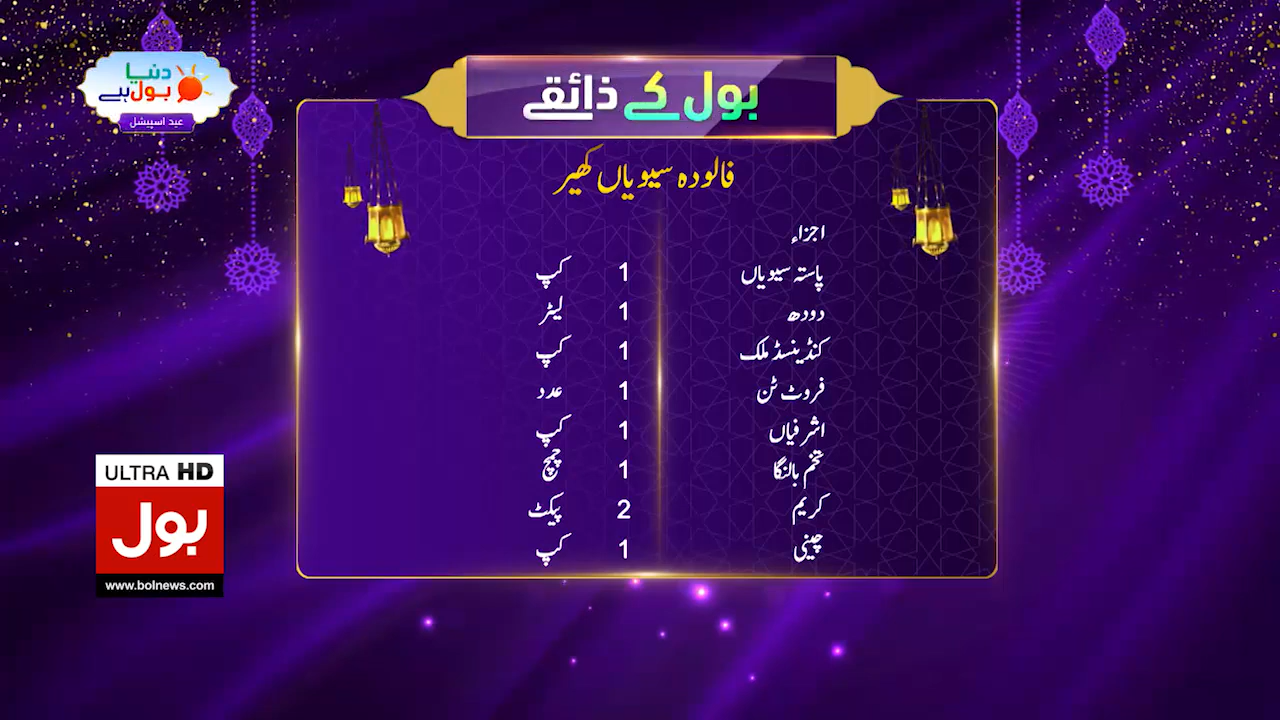 دنیا
بول ہے
عید اسپیشل
بول کے ذائقے
فالودہ سیویاں کھیر
اجزاء
پاستہ سیویاں 1 کپ
دودھ 1 لیٹر
کنڈینسڈ ملک 1 کپ
فروٹ ٹن 1 عدد
اشرفیاں 1 کپ
تخم بالنگا 1 چمچ
کریم 2 پیکٹ
چینی 1 کپ
ULTRA HD
بول
www.bolnews.com